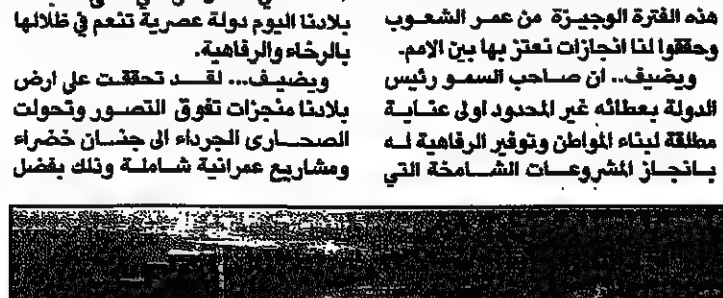 هذه الفترة الوجيزة من عمر الشعوب
وحققوا لنا انجازات نعتز بها بين الامم.
ويضيف.. ان صاحب السمو رئيس
الدولة بعطائه غير المحدود اولى عناية
مطلقة لبناء المواطن وتوفير الرفاهية له
بانجاز المشروعات الشامخة التي
بلادنا اليوم دولة عصرية تنعم في ظلالها
بالرخاء والرفاهية.
ويضيف... لقد تحققت على ارض
بلادنا منجزات تفوق التصور وتحولت
الصحارى الجرداء الى جنان خضراء
ومشاريع عمرانية شاملة وذلك بفضل